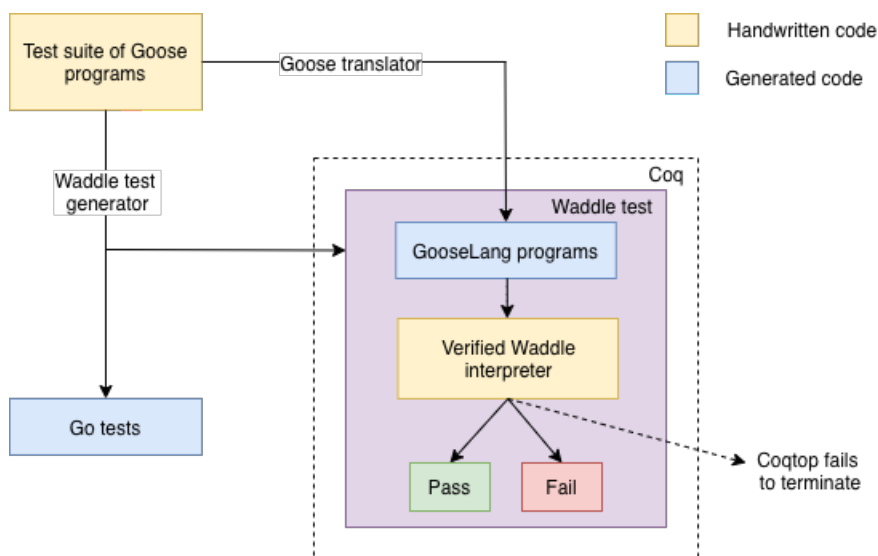 Test suite of Goose
programs
Goose translator
Handwritten code
Generated code
Waddle test
generator
Coq
Waddle test
GooseLang programs
Verified Waddle
interpreter
Go tests
Pass
Fail
Coqtop fails
to terminate